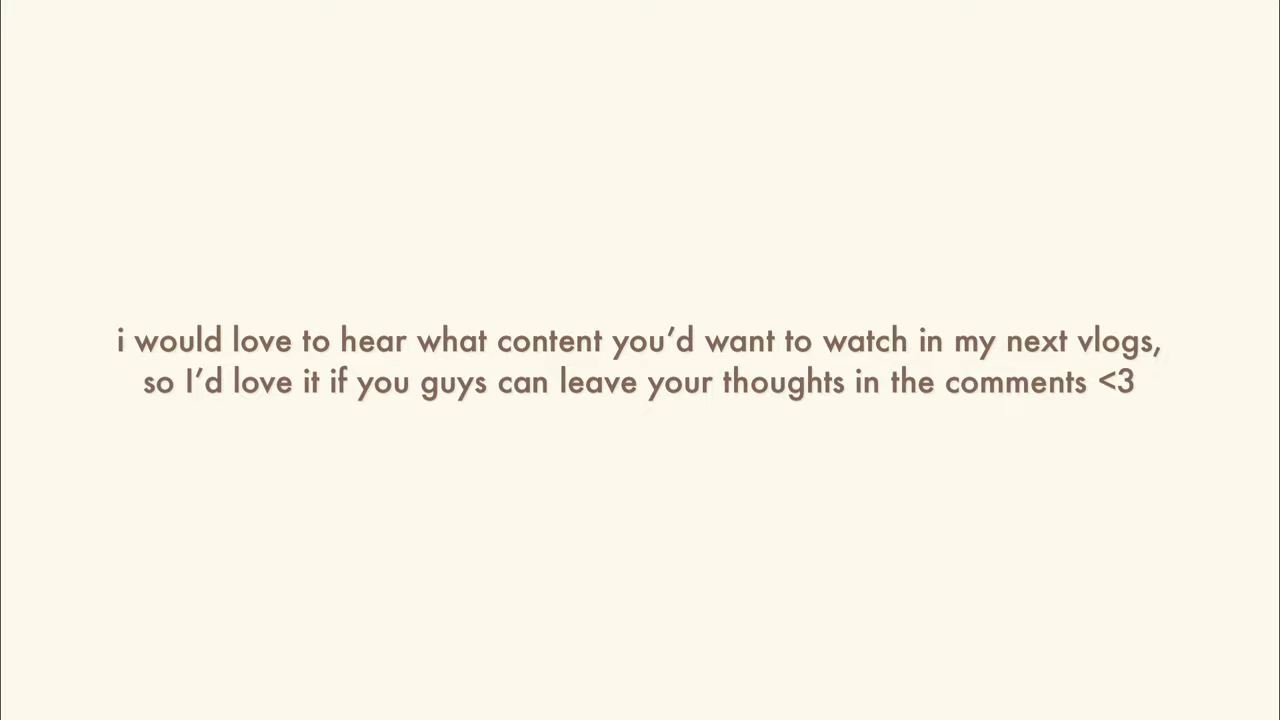 i would love to hear what content you’d want to watch in my next vlogs,
so I’d love it if you guys can leave your thoughts in the comments <3